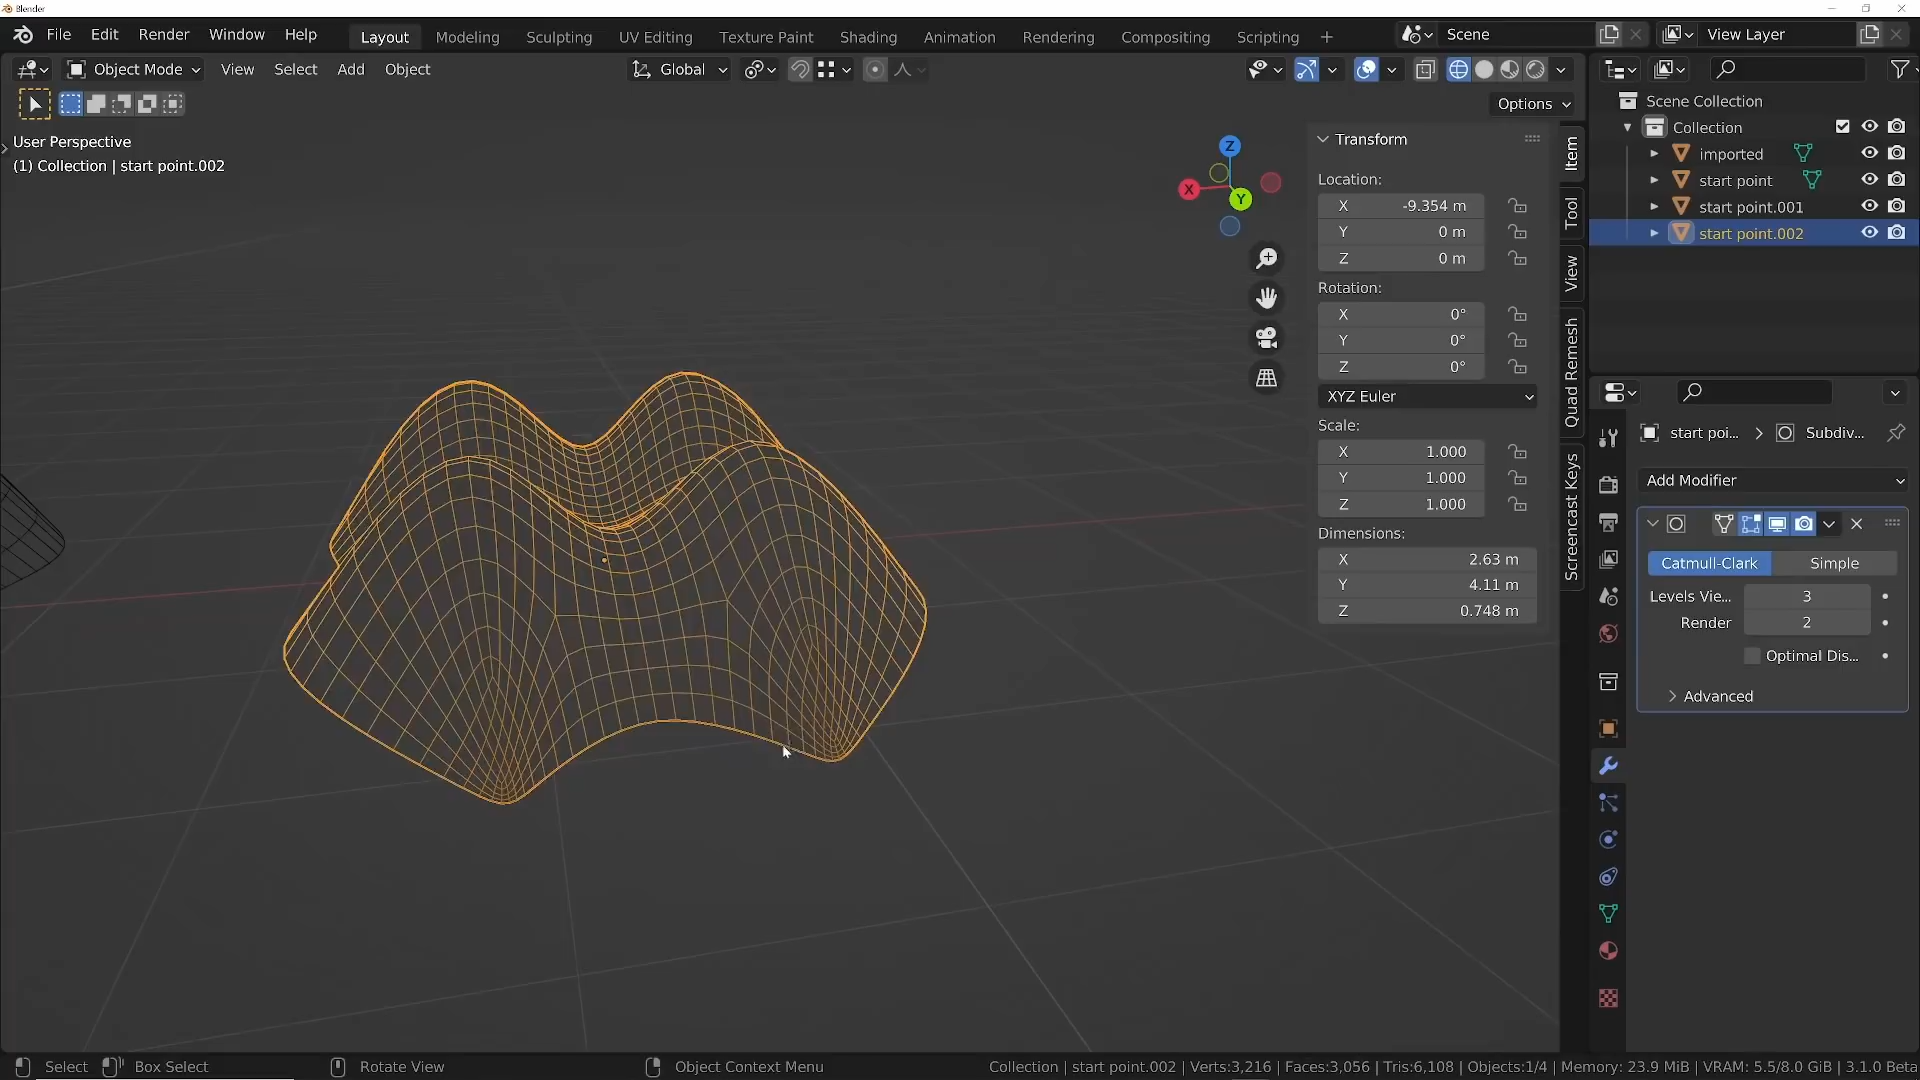 Blender
File Edit Render Window Help Layout Modeling Sculpting UV Editing Texture Paint Shading Animation Rendering Compositing Scripting + Scene View Layer
Object Mode View Select Add Object Global
Options
User Perspective
(1) Collection | start point.002
Z
X
Y
Transform
Location:
X -9.354 m
Y 0 m
Z 0 m
Rotation:
X 0°
Y 0°
Z 0°
XYZ Euler
Scale:
X 1.000
Y 1.000
Z 1.000
Dimensions:
X 2.63 m
Y 4.11 m
Z 0.748 m
Item
Tool
View
Quad Remesh
Screencast Keys
Scene Collection
Collection
imported
start point
start point.001
start point.002
start poi... Subdiv...
Add Modifier
Catmull-Clark Simple
Levels Vie... 3
Render 2
Optimal Dis...
Advanced
Select Box Select Rotate View Object Context Menu Collection | start point.002 | Verts:3,216 | Faces:3,056 | Tris:6,108 | Objects:1/4 | Memory: 23.9 MiB | VRAM: 5.5/8.0 GiB | 3.1.0 Beta